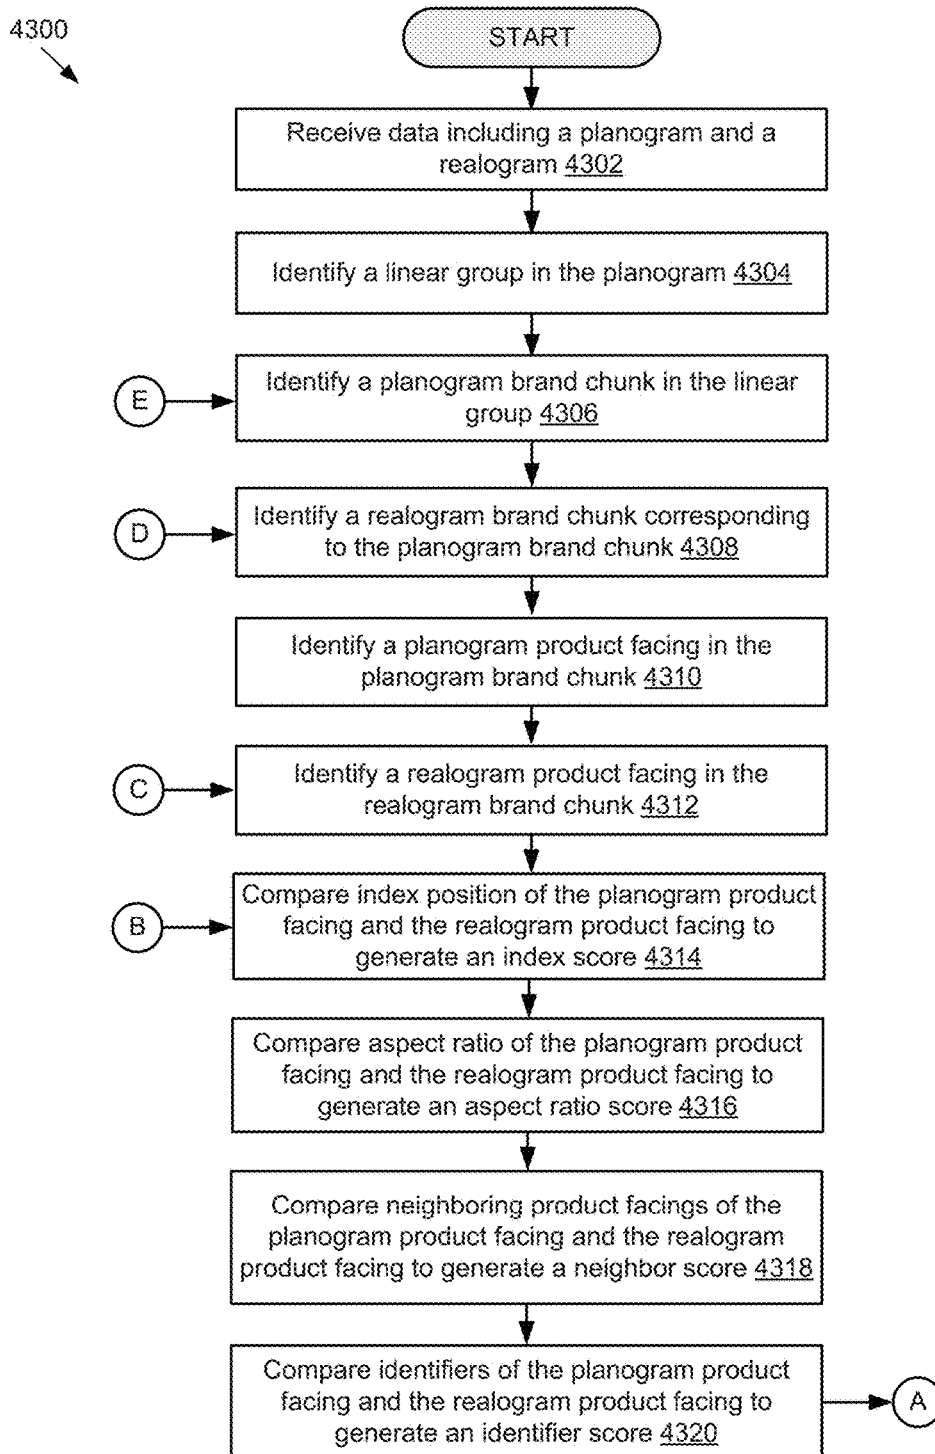 4300
START
Receive data including a planogram and a
realogram 4302
Identify a linear group in the planogram 4304
E
Identify a planogram brand chunk in the linear
group 4306
D
Identify a realogram brand chunk corresponding
to the planogram brand chunk 4308
Identify a planogram product facing in the
planogram brand chunk 4310
C
Identify a realogram product facing in the
realogram brand chunk 4312
B
Compare index position of the planogram product
facing and the realogram product facing to
generate an index score 4314
Compare aspect ratio of the planogram product
facing and the realogram product facing to
generate an aspect ratio score 4316
Compare neighboring product facings of the
planogram product facing and the realogram
product facing to generate a neighbor score 4318
Compare identifiers of the planogram product
facing and the realogram product facing to
generate an identifier score 4320
A